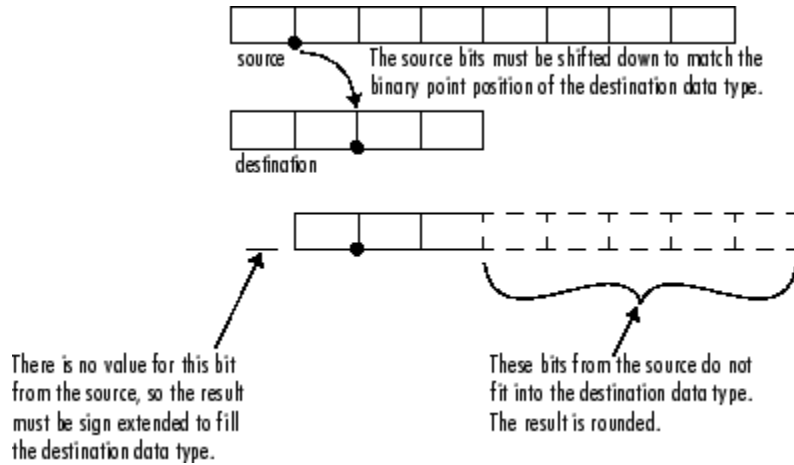 source
The source bits must be shifted down to match the
binary point position of the destination data type.
destination
There is no value for this bit
from the source, so the result
must be sign extended to fill
the destination data type.
These bits from the source do not
fit into the destination data type.
The result is rounded.